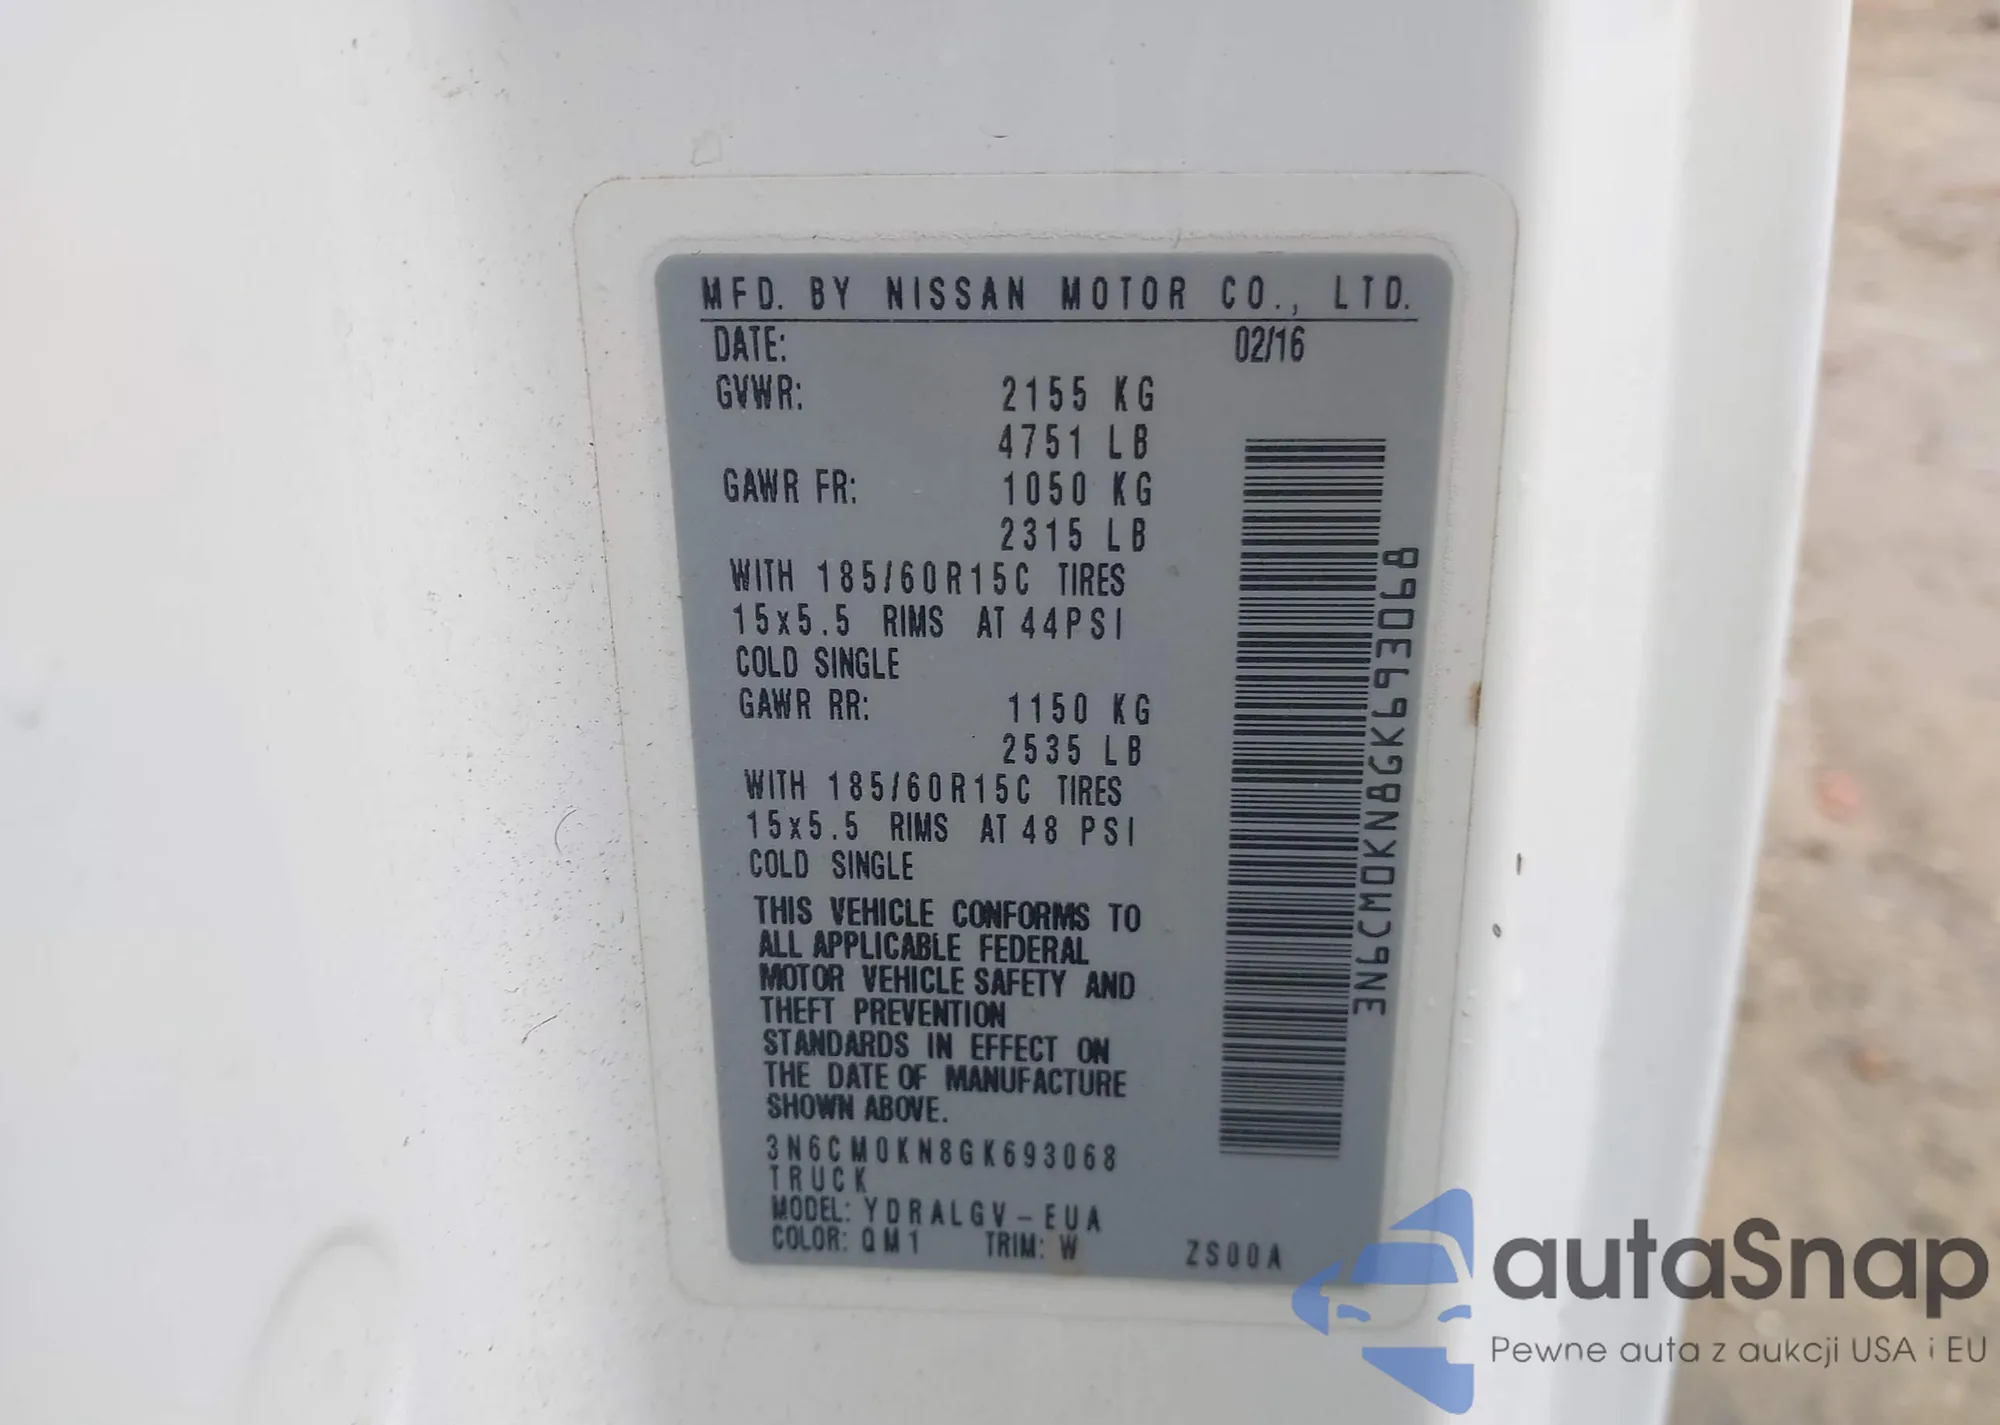 MFD. BY NISSAN MOTOR CO., LTD.
DATE: 02/16
GVWR: 2155 KG
4751 LB
GAWR FR: 1050 KG
2315 LB
WITH 185/60R15C TIRES
15x5.5 RIMS AT 44PSI
COLD SINGLE
GAWR RR: 1150 KG
2535 LB
WITH 185/60R15C TIRES
15x5.5 RIMS AT 48 PSI
COLD SINGLE
THIS VEHICLE CONFORMS TO
ALL APPLICABLE FEDERAL
MOTOR VEHICLE SAFETY AND
THEFT PREVENTION
STANDARDS IN EFFECT ON
THE DATE OF MANUFACTURE
SHOWN ABOVE.
3N6CM0KN8GK693068
TRUCK
MODEL: YDRALGV-EUA
COLOR: QM1 TRIM: W ZS00A
3N6CM0KN8GK693068
autaSnap
Pewne auta z aukcji USA i EU